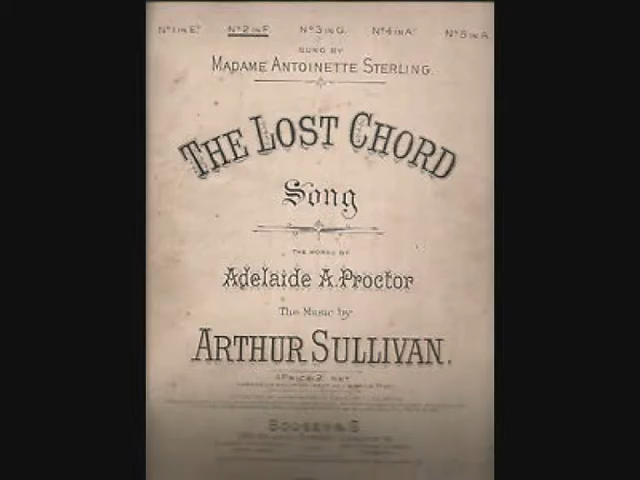 Nº 1 IN E♭ Nº 2 IN F. Nº 3 IN G. Nº 4 IN A♭ Nº 5 IN A
SUNG BY
MADAME ANTOINETTE STERLING.
THE LOST CHORD
Song
THE WORDS BY
Adelaide A. Proctor
The Music by
ARTHUR SULLIVAN.
NET